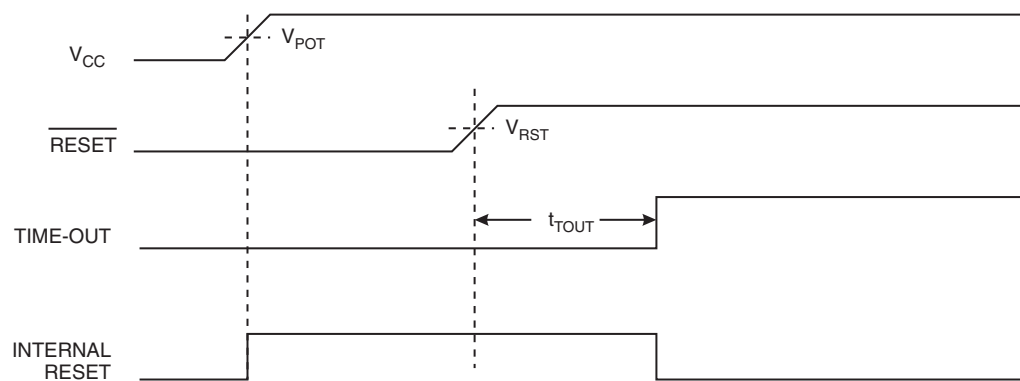 V_CC
V_POT
RESET
V_RST
TIME-OUT
t_TOUT
INTERNAL
RESET